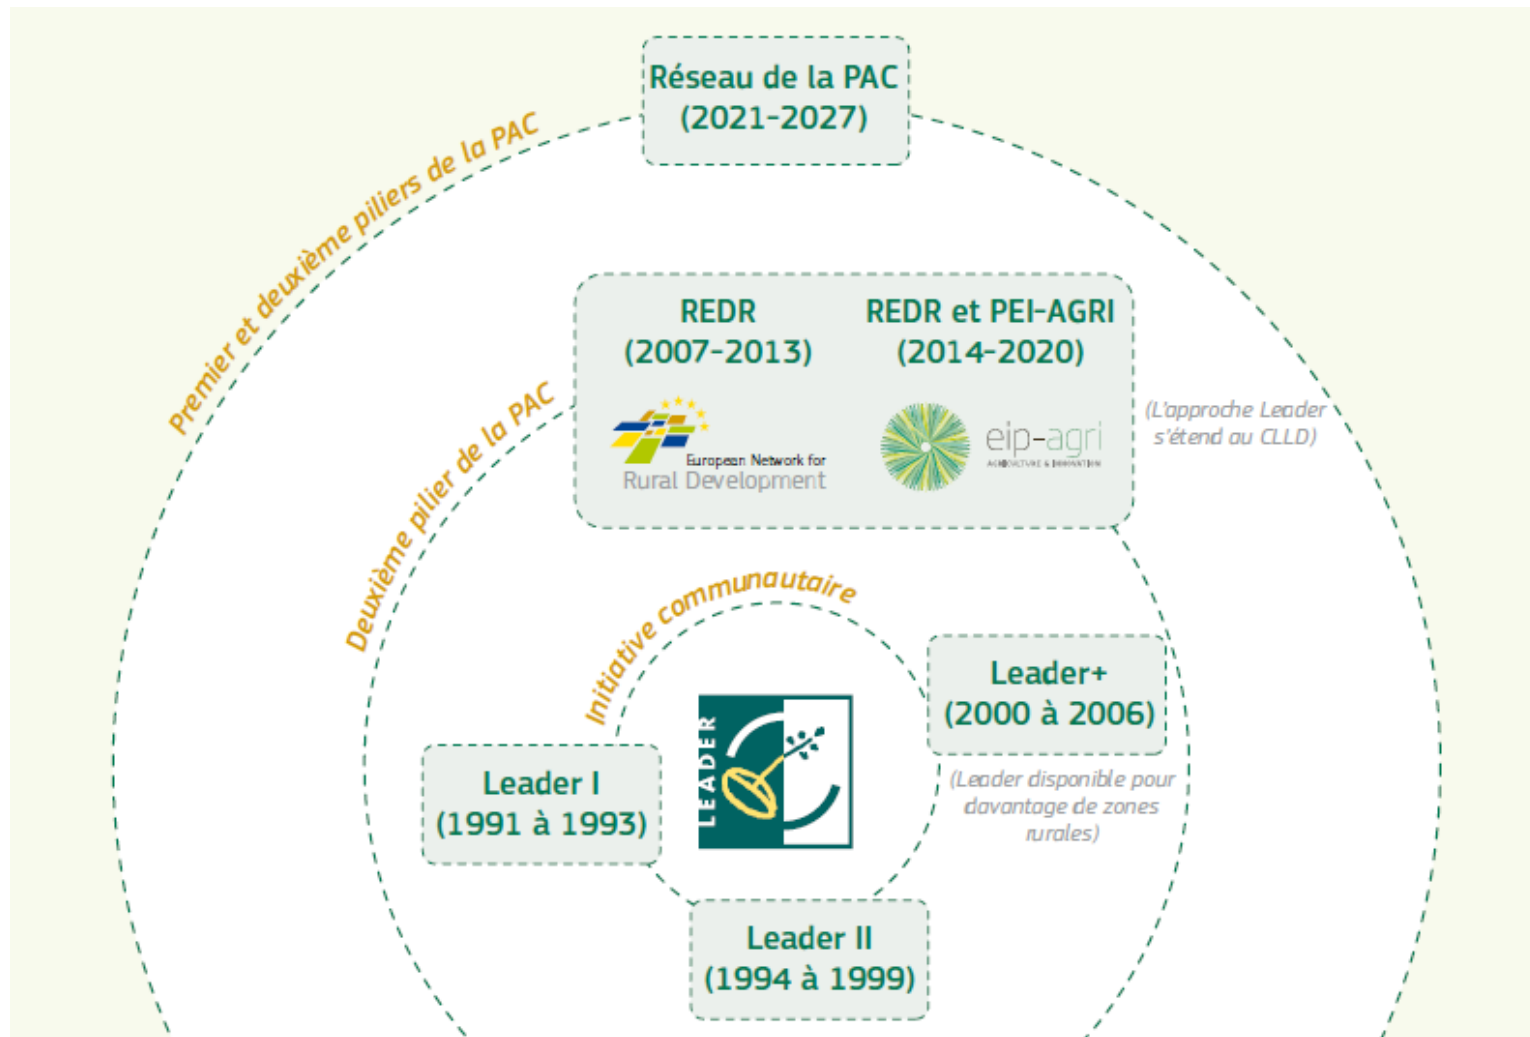 Réseau de la PAC
(2021-2027)
Premier et deuxième piliers de la PAC
REDR
(2007-2013)
REDR et PEI-AGRI
(2014-2020)
European Network for
Rural Development
eip-agri
AGRICULTURE & INNOVATION
(L'approche Leader
s'étend au CLLD)
Deuxième pilier de la PAC
Initiative communautaire
Leader+
(2000 à 2006)
(Leader disponible pour
davantage de zones
rurales)
LEADER
Leader I
(1991 à 1993)
Leader II
(1994 à 1999)